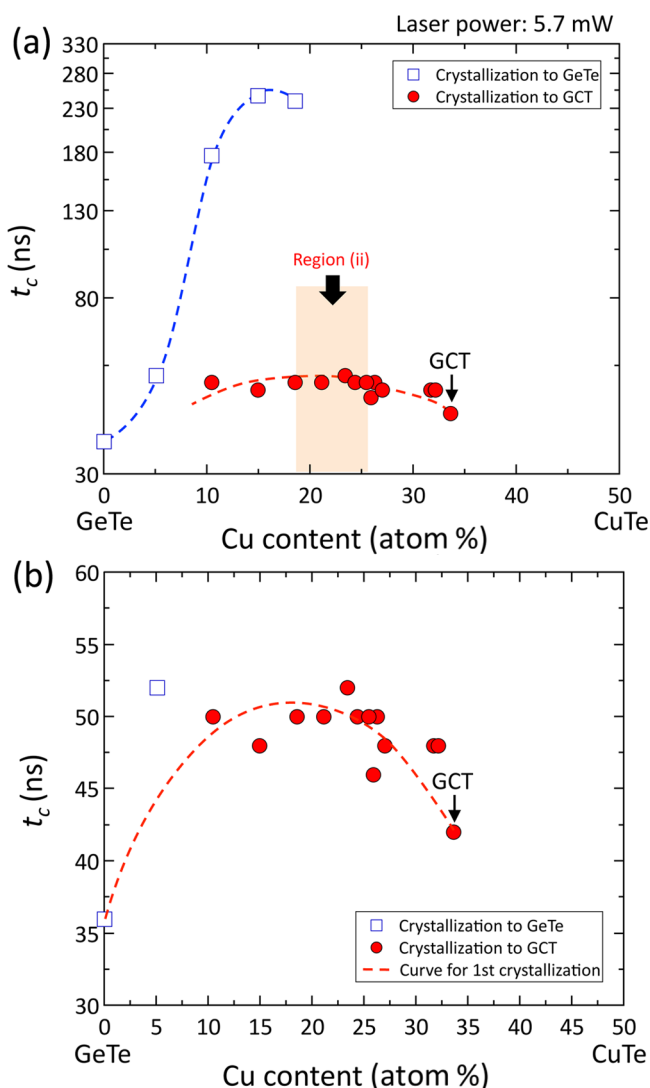 (a)
Laser power: 5.7 mW
330
280
230
180
130
80
30
t_c (ns)
Crystallization to GeTe
Crystallization to GCT
Region (ii)
GCT
0 10 20 30 40 50
GeTe CuTe
Cu content (atom %)
(b)
60
55
50
45
40
35
30
t_c (ns)
GCT
Crystallization to GeTe
Crystallization to GCT
Curve for 1st crystallization
0 5 15 20 25 30 35 40 45 50
GeTe CuTe
Cu content (atom %)